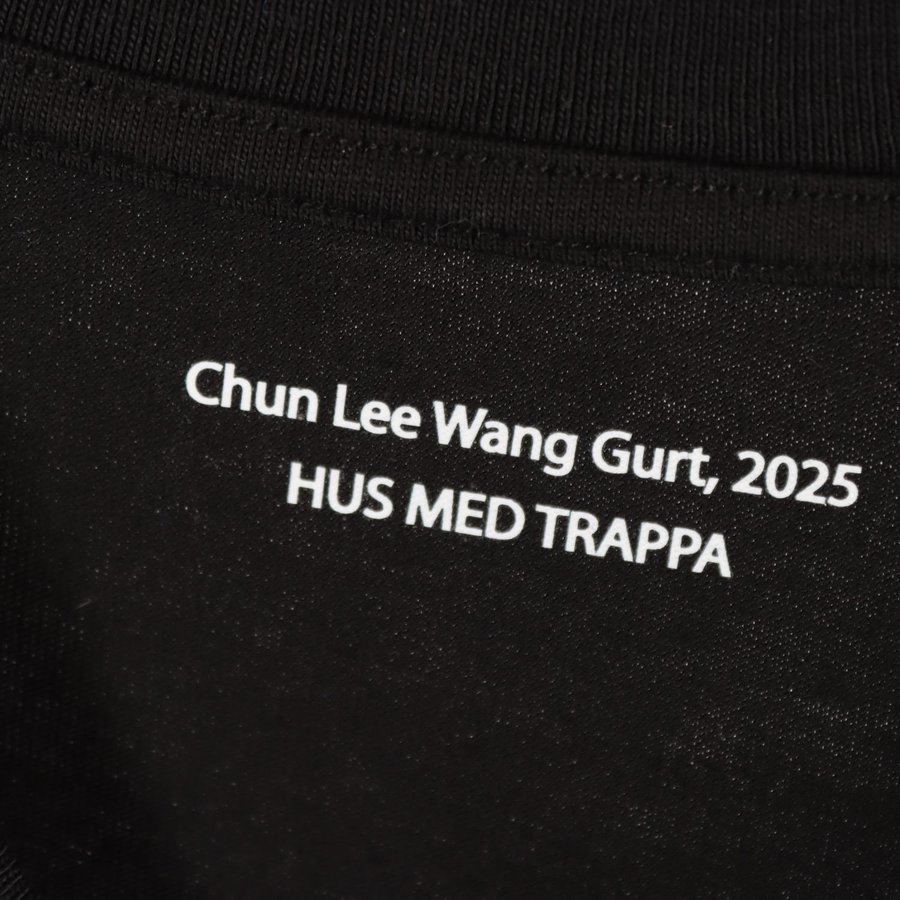 Chun Lee Wang Gurt, 2025
HUS MED TRAPPA